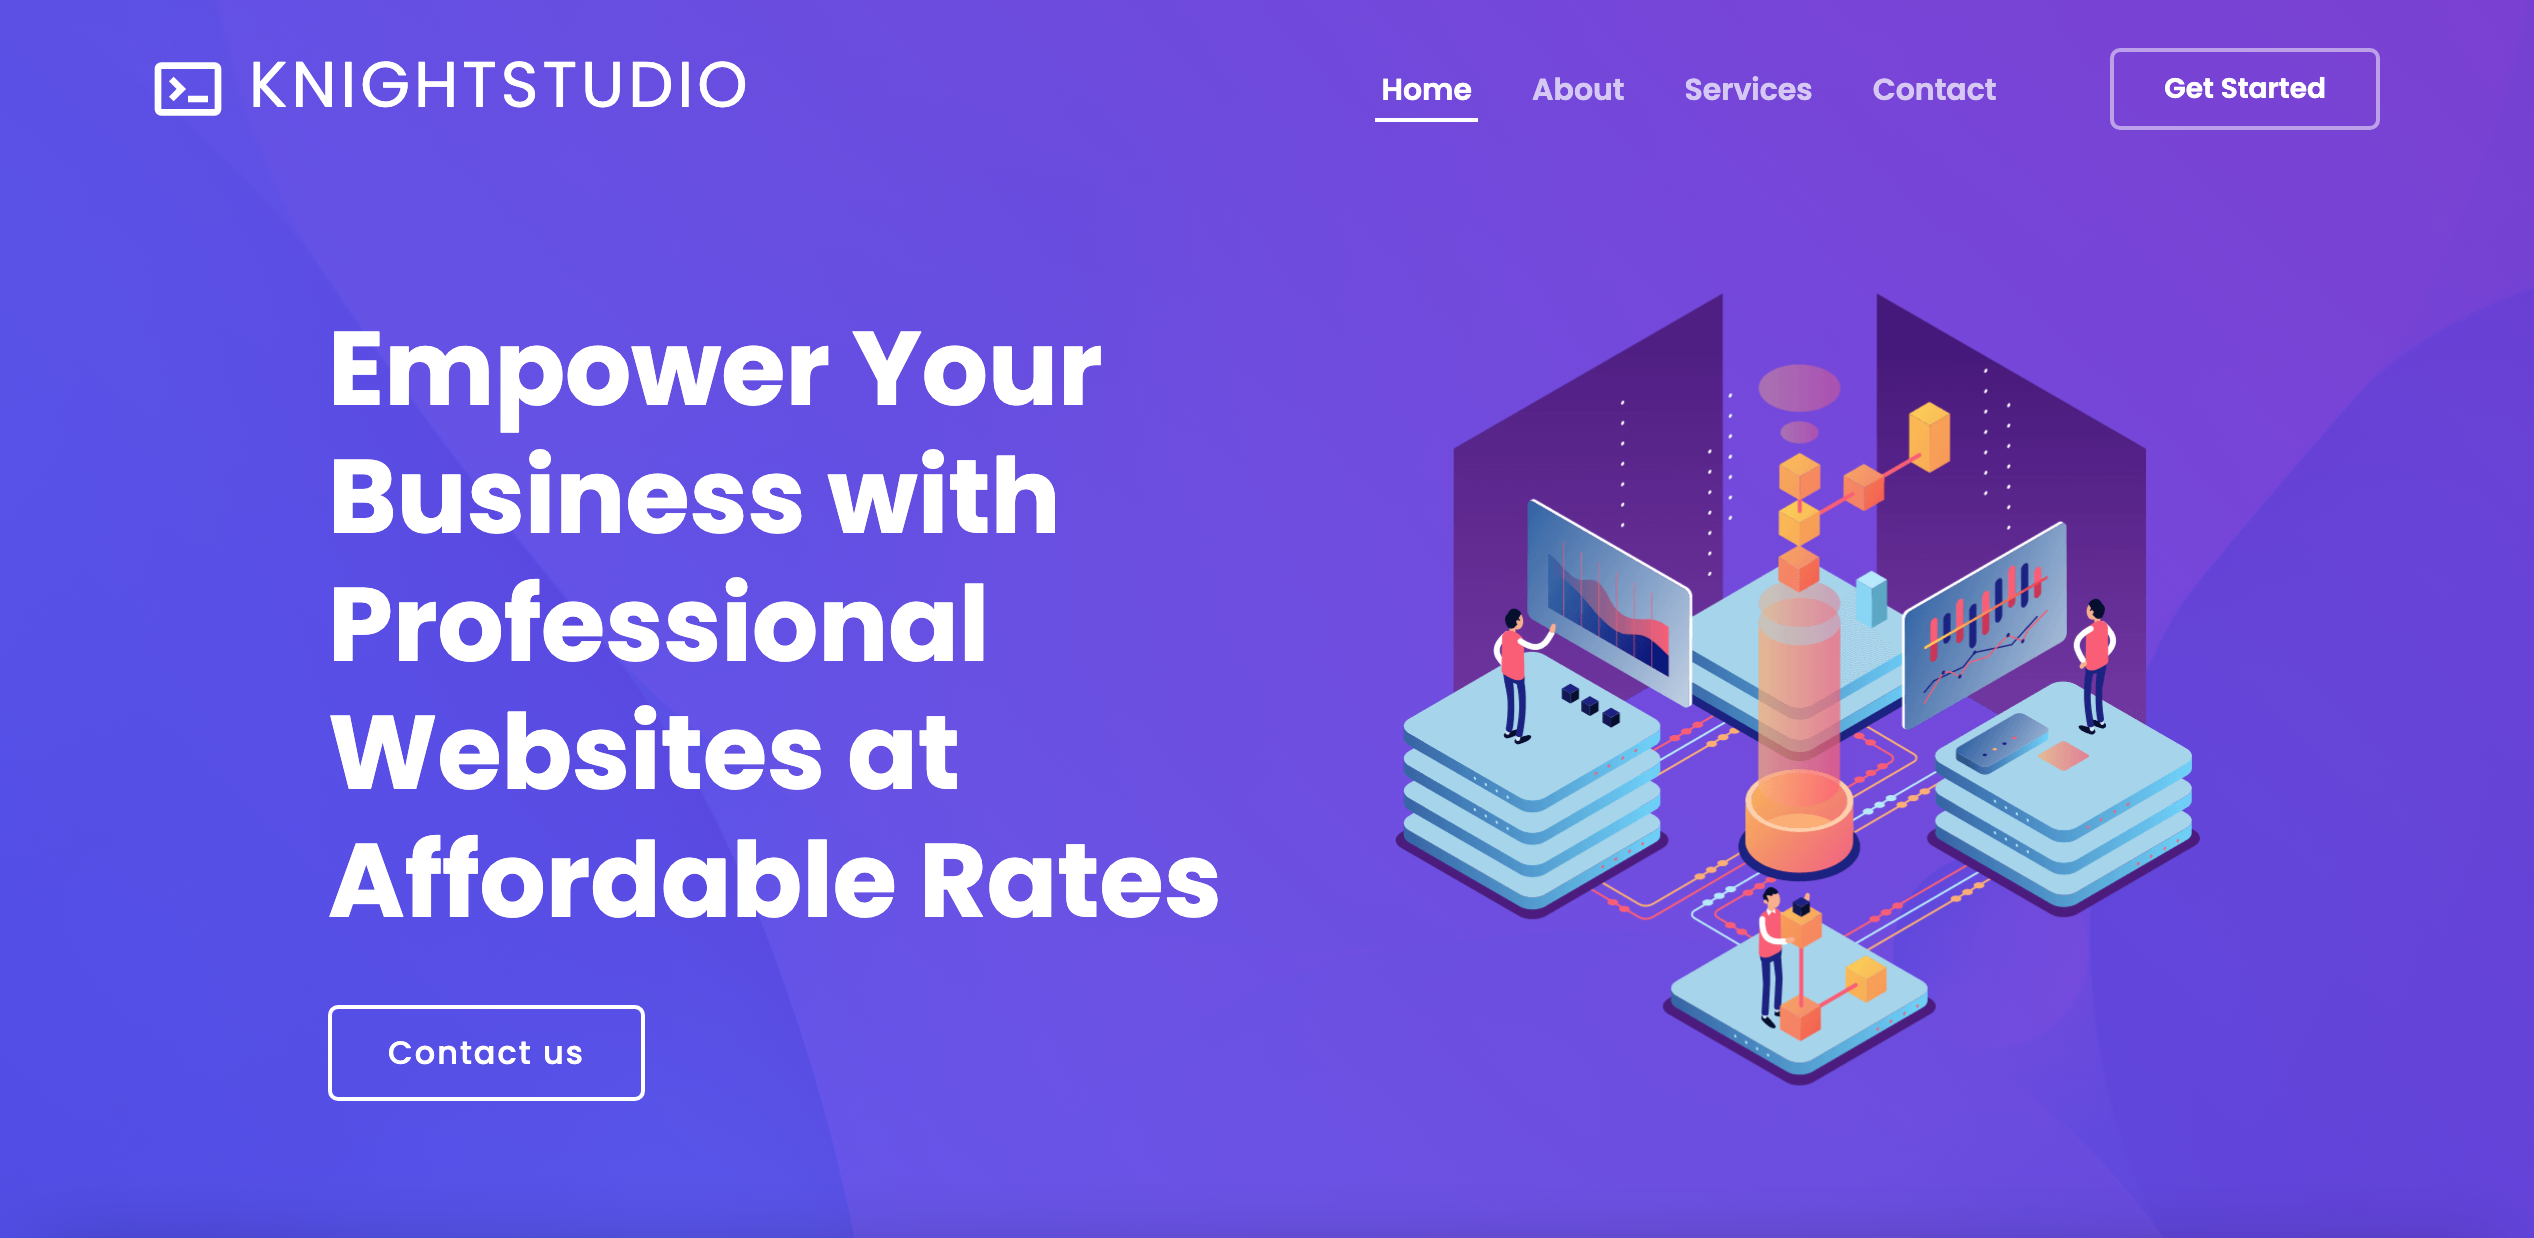 KNIGHTSTUDIO
Home About Services Contact Get Started
Empower Your
Business with
Professional
Websites at
Affordable Rates
Contact us